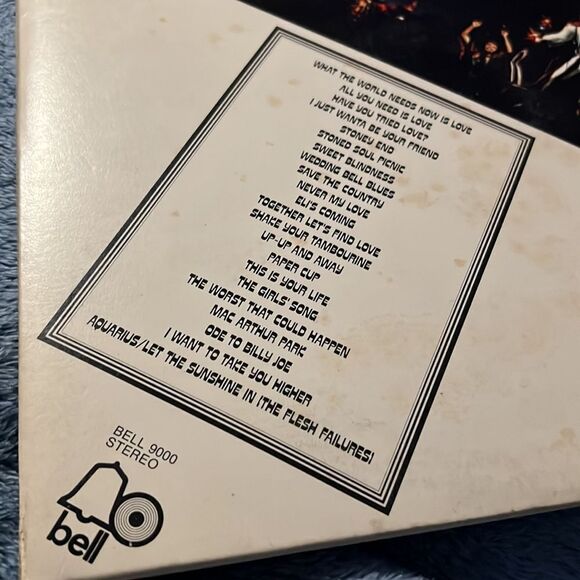 WHAT THE WORLD NEEDS NOW IS LOVE
ALL YOU NEED IS LOVE
HAVE YOU TRIED LOVE?
I JUST WANTA BE YOUR FRIEND
STONEY END
STONED SOUL PICNIC
SWEET BLINDNESS
WEDDING BELL BLUES
SAVE THE COUNTRY
NEVER MY LOVE
ELI'S COMING
TOGETHER LET'S FIND LOVE
SHAKE YOUR TAMBOURINE
UP-UP AND AWAY
PAPER CUP
THIS IS YOUR LIFE
THE GIRLS' SONG
THE WORST THAT COULD HAPPEN
MAC ARTHUR PARK
ODE TO BILLY JOE
I WANT TO TAKE YOU HIGHER
AQUARIUS/LET THE SUNSHINE IN (THE FLESH FAILURES)
BELL 9000
STEREO
bell